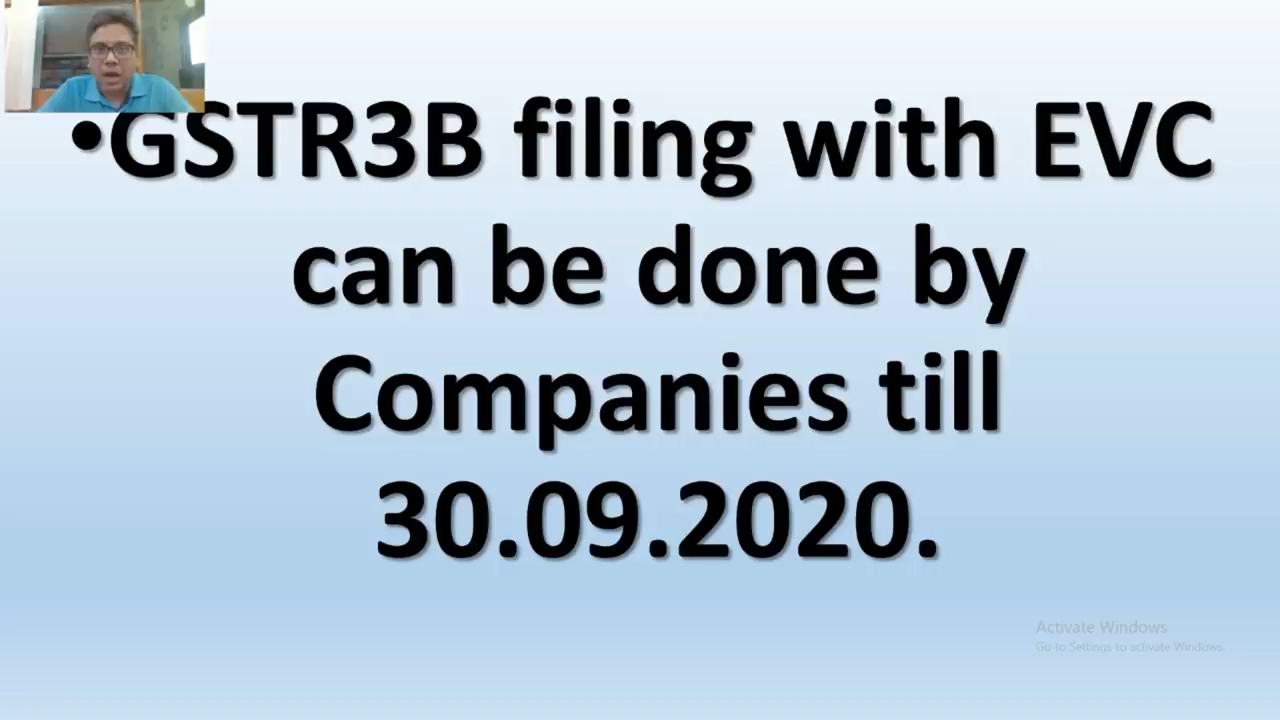 •GSTR3B filing with EVC
can be done by
Companies till
30.09.2020.
Activate Windows
Go to Settings to activate Windows.